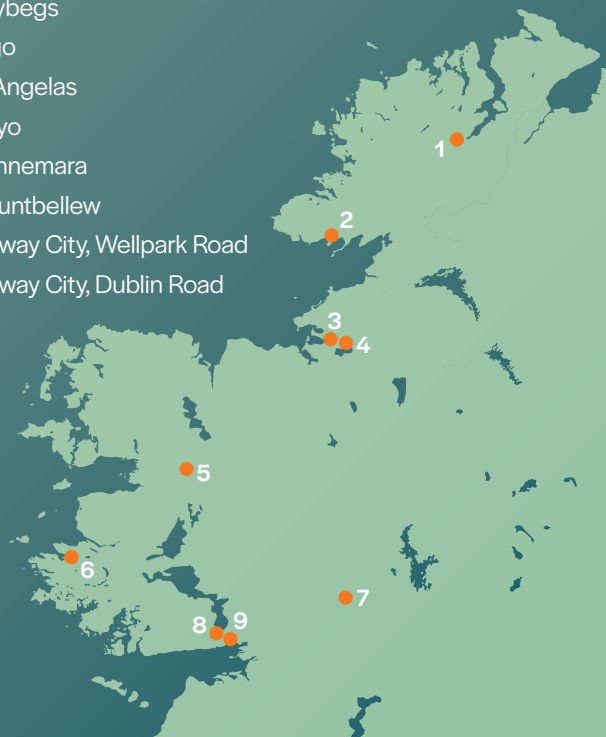 ybegs
go
Angelas
yo
nnemara
untbellew
way City, Wellpark Road
way City, Dublin Road
1
2
3
4
5
6
7
8
9